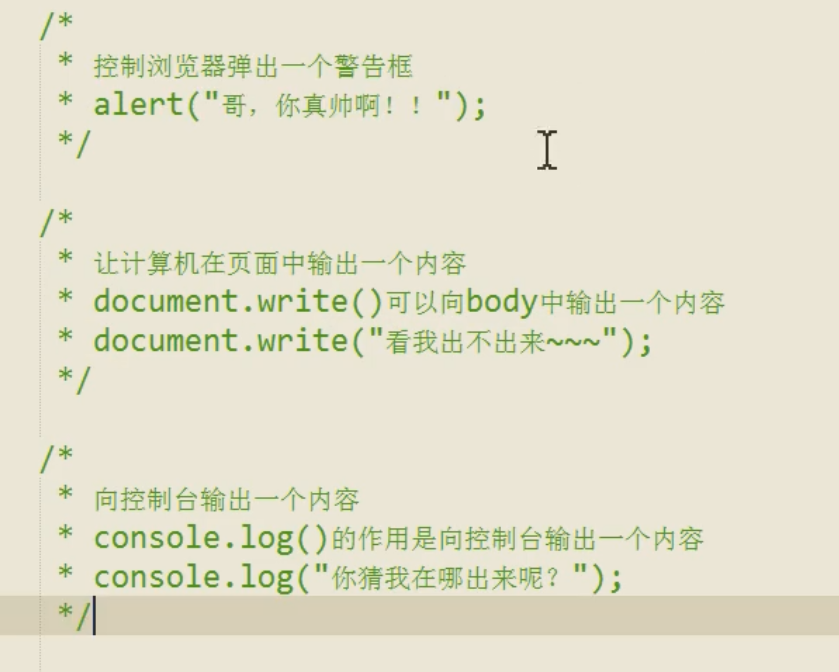 /*
* 控制浏览器弹出一个警告框
* alert("哥，你真帅啊！！");
*/
/*
* 让计算机在页面中输出一个内容
* document.write()可以向body中输出一个内容
* document.write("看我出不出来~~~");
*/
/*
* 向控制台输出一个内容
* console.log()的作用是向控制台输出一个内容
* console.log("你猜我在哪出来呢？");
*/